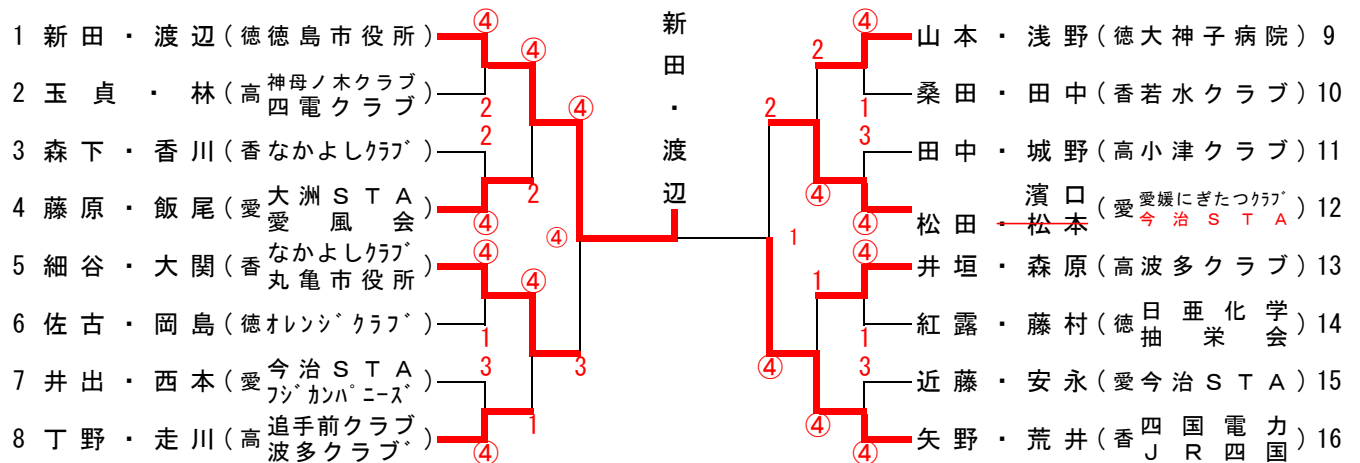 1 新田・渡辺(徳徳島市役所)
④
④
2 玉貞・林(高 神母ノ木クラブ
四電クラブ)
2
④
3 森下・香川(香なかよしクラブ)
2
4 藤原・飯尾(愛 大洲STA
愛風会)
④
2
④
5 細谷・大関(香 なかよしクラブ
丸亀市役所)
④
④
6 佐古・岡島(徳オレンジクラブ)
1
3
7 井出・西本(愛 今治STA
フジカンパニーズ)
3
8 丁野・走川(高 追手前クラブ
波多クラブ)
④
1
新田・渡辺
④
2
山本・浅野(徳大神子病院) 9
2
1
桑田・田中(香若水クラブ) 10
3
田中・城野(高小津クラブ) 11
④
④
濱口
松田・松本(愛 愛媛にぎたつクラブ
今治STA) 12
1
④
1
井垣・森原(高波多クラブ) 13
④
1
紅露・藤村(徳 日亜化学
抽栄会) 14
3
近藤・安永(愛今治STA) 15
④
④
矢野・荒井(香 四国電力
JR四国) 16